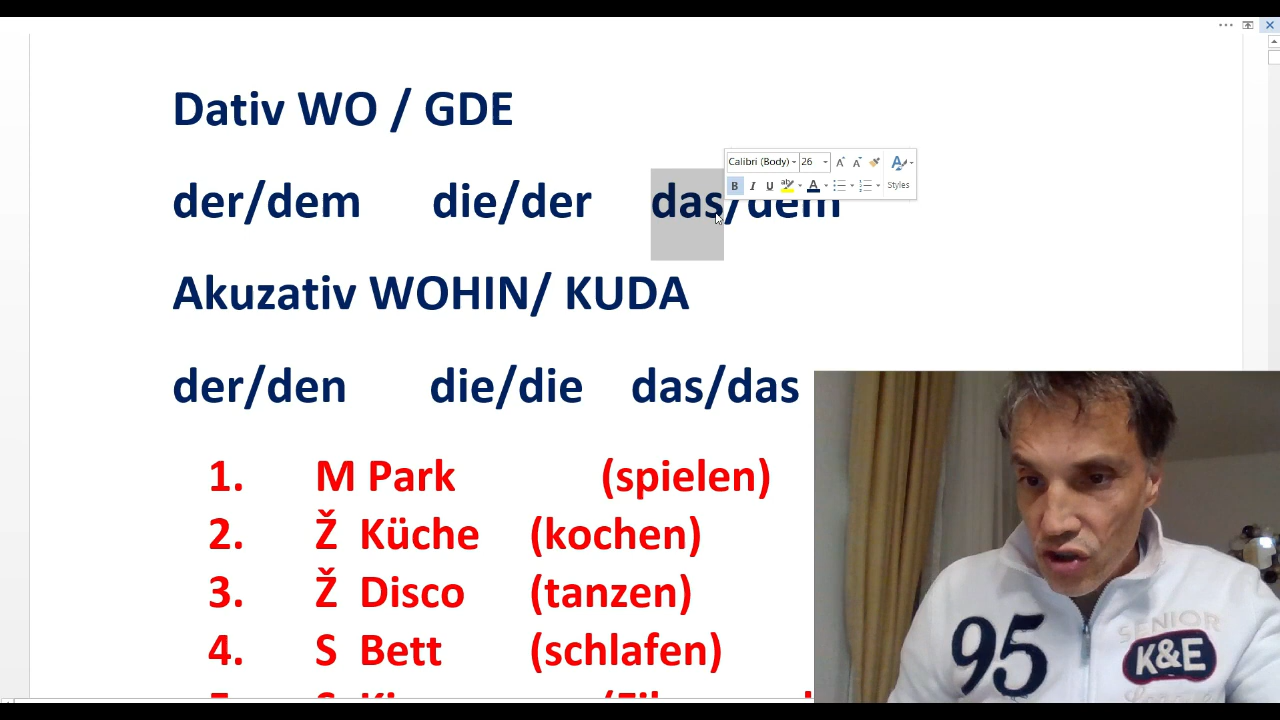 Dativ WO / GDE
Calibri (Body) 26
Styles
der/dem die/der das/dem
Akuzativ WOHIN/ KUDA
der/den die/die das/das
1. M Park (spielen)
2. Ž Küche (kochen)
3. Ž Disco (tanzen)
4. S Bett (schlafen)
95
SENIOR
K&E